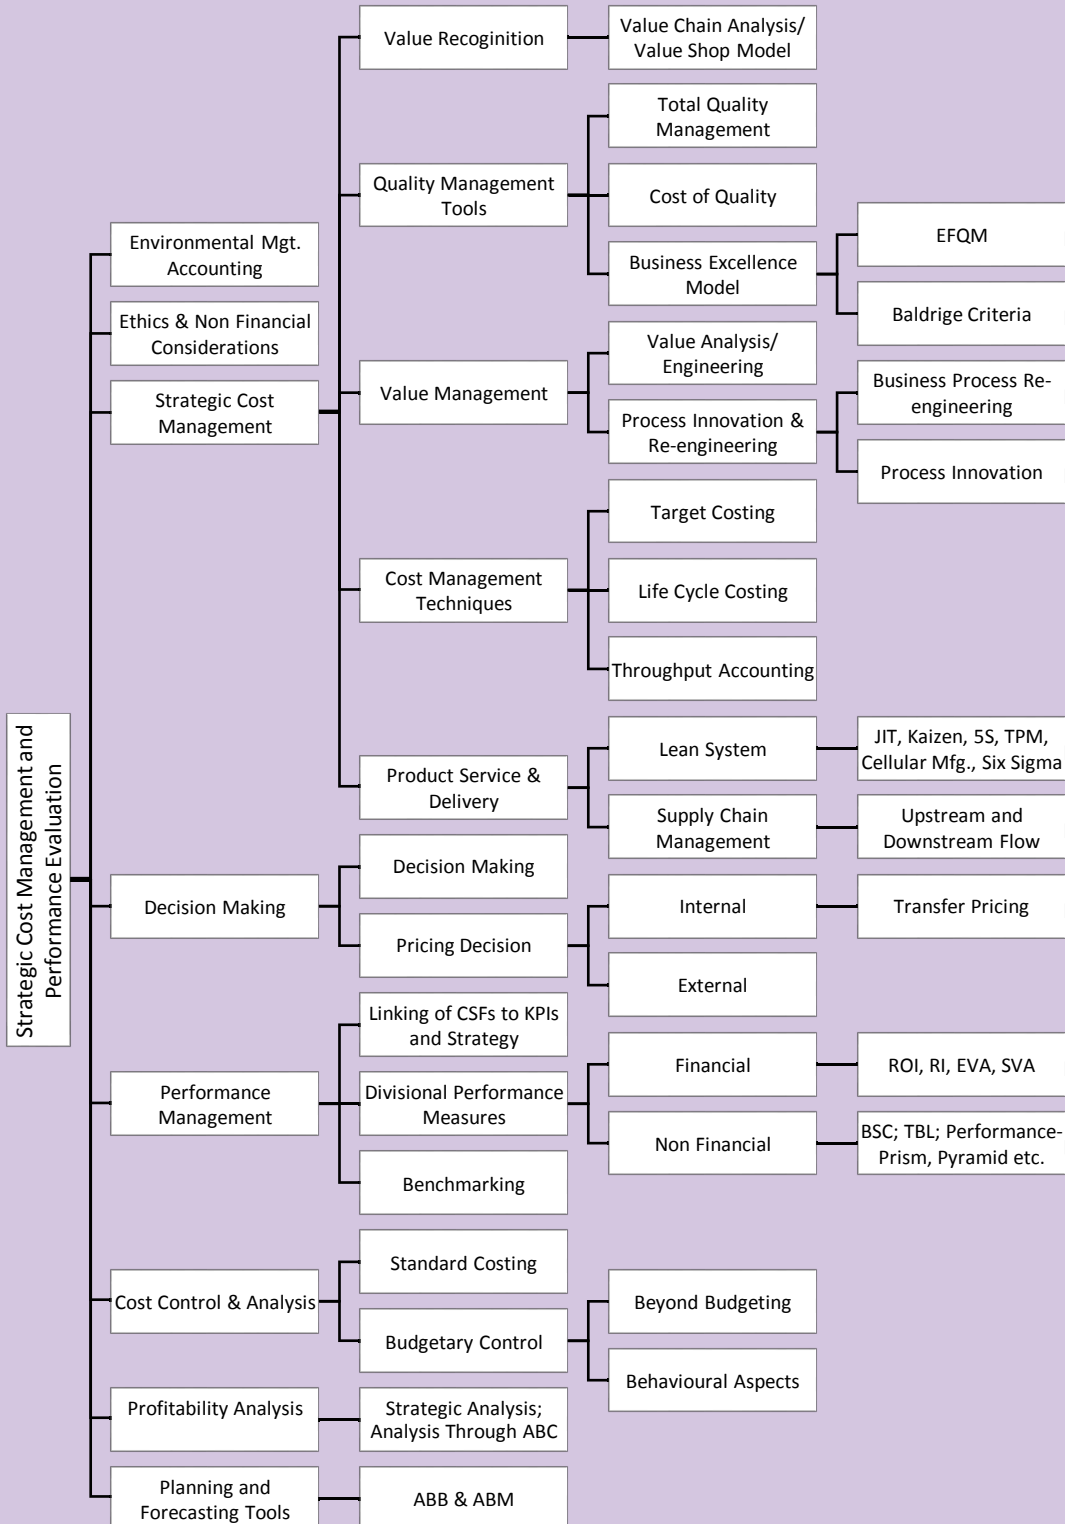 Strategic Cost Management and
Performance Evaluation
Environmental Mgt.
Accounting
Ethics & Non Financial
Considerations
Strategic Cost
Management
Value Recoginition
Value Chain Analysis/
Value Shop Model
Quality Management
Tools
Total Quality
Management
Cost of Quality
Business Excellence
Model
EFQM
Baldrige Criteria
Value Management
Value Analysis/
Engineering
Process Innovation &
Re-engineering
Business Process Re-
engineering
Process Innovation
Cost Management
Techniques
Target Costing
Life Cycle Costing
Throughput Accounting
Product Service &
Delivery
Lean System
JIT, Kaizen, 5S, TPM,
Cellular Mfg., Six Sigma
Supply Chain
Management
Upstream and
Downstream Flow
Decision Making
Decision Making
Pricing Decision
Internal
Transfer Pricing
External
Performance
Management
Linking of CSFs to KPIs
and Strategy
Divisional Performance
Measures
Financial
ROI, RI, EVA, SVA
Non Financial
BSC; TBL; Performance-
Prism, Pyramid etc.
Benchmarking
Cost Control & Analysis
Standard Costing
Budgetary Control
Beyond Budgeting
Behavioural Aspects
Profitability Analysis
Strategic Analysis;
Analysis Through ABC
Planning and
Forecasting Tools
ABB & ABM